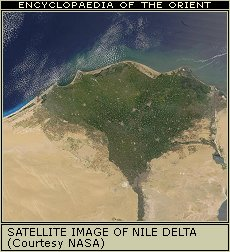 ENCYCLOPAEDIA OF THE ORIENT
SATELLITE IMAGE OF NILE DELTA
(Courtesy NASA)